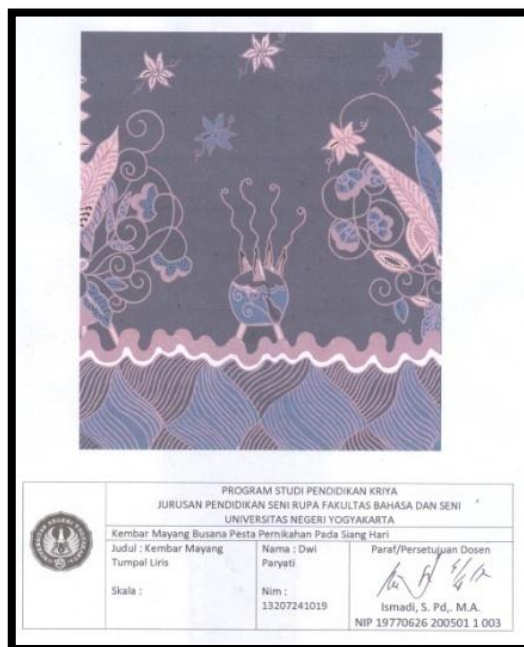 PROGRAM STUDI PENDIDIKAN KRIYA
JURUSAN PENDIDIKAN SENI RUPA FAKULTAS BAHASA DAN SENI
UNIVERSITAS NEGERI YOGYAKARTA
Kembar Mayang Busana Pesta Pernikahan Pada Siang Hari
Judul : Kembar Mayang
Tumpal Liris
Skala :
Nama : Dwi
Paryati
Nim :
13207241019
Paraf/Persetujuan Dosen
Ismadi, S. Pd,. M.A.
NIP 19770626 200501 1 003